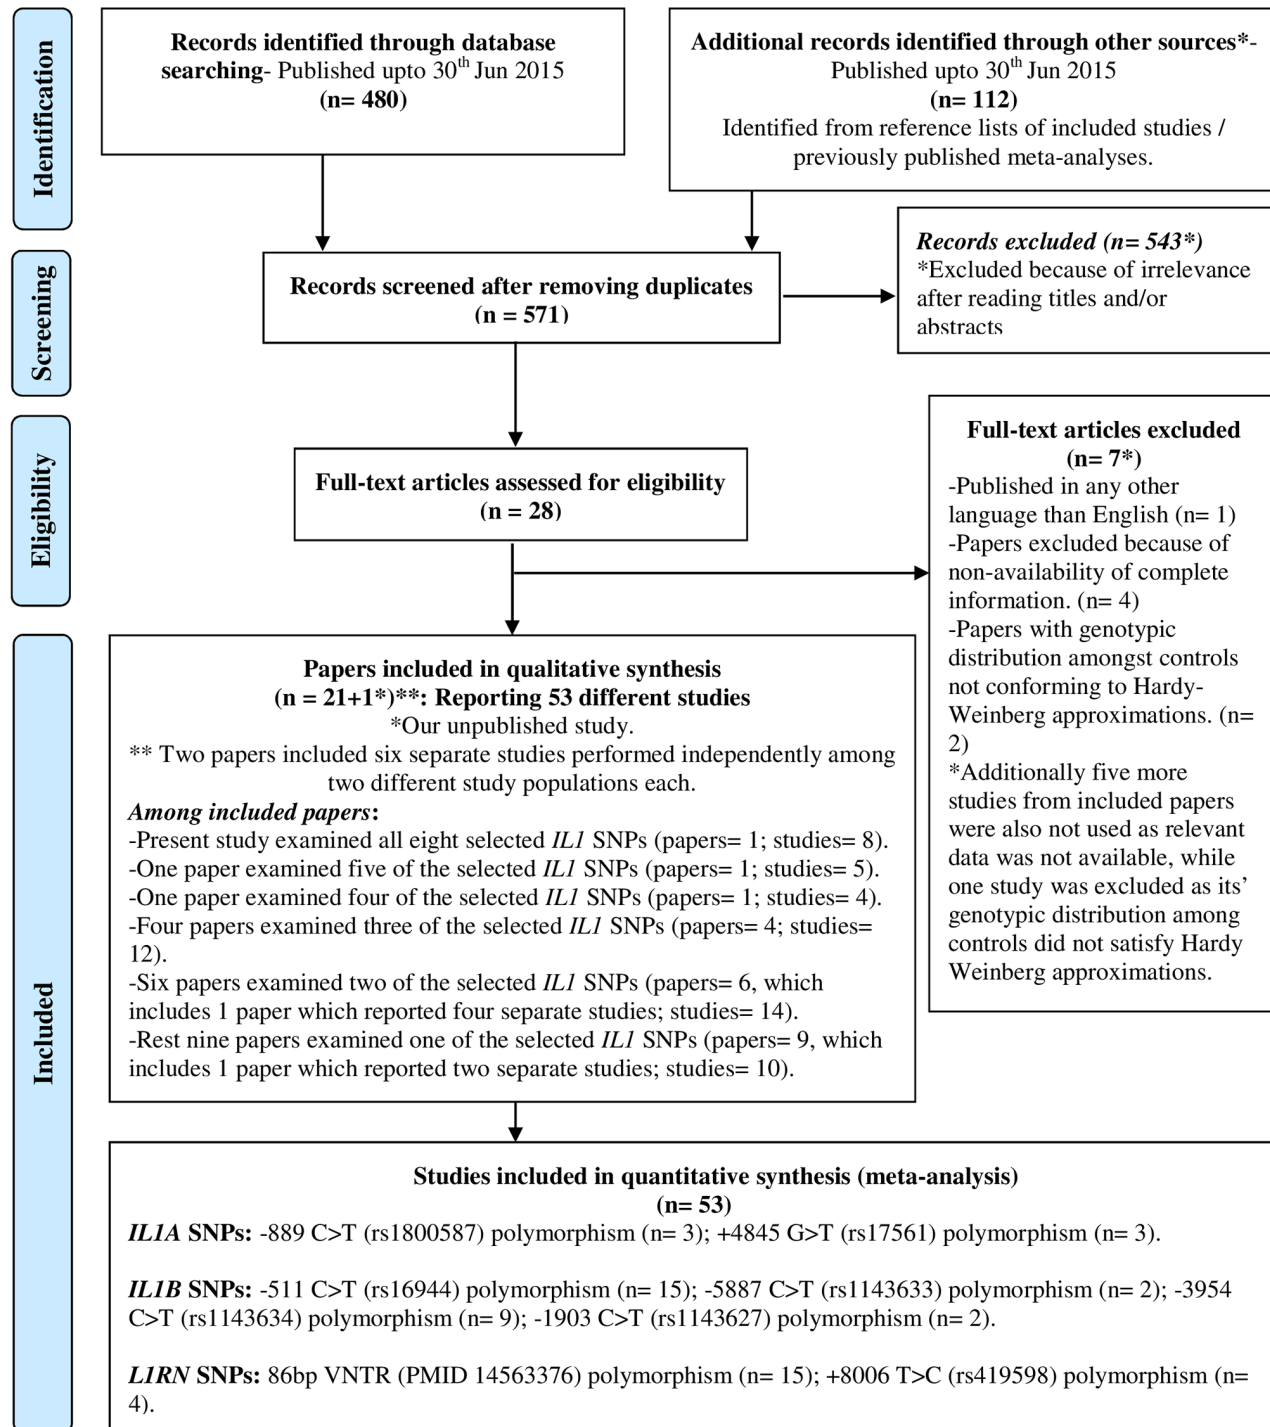 Identification
Records identified through database
searching- Published upto 30th Jun 2015
(n= 480)
Additional records identified through other sources*-
Published upto 30th Jun 2015
(n= 112)
Identified from reference lists of included studies /
previously published meta-analyses.
Screening
Records screened after removing duplicates
(n = 571)
Records excluded (n= 543*)
*Excluded because of irrelevance
after reading titles and/or
abstracts
Eligibility
Full-text articles assessed for eligibility
(n = 28)
Full-text articles excluded
(n= 7*)
-Published in any other
language than English (n= 1)
-Papers excluded because of
non-availability of complete
information. (n= 4)
-Papers with genotypic
distribution amongst controls
not conforming to Hardy-
Weinberg approximations. (n=
2)
*Additionally five more
studies from included papers
were also not used as relevant
data was not available, while
one study was excluded as its’
genotypic distribution among
controls did not satisfy Hardy
Weinberg approximations.
Included
Papers included in qualitative synthesis
(n = 21+1*)**: Reporting 53 different studies
*Our unpublished study.
** Two papers included six separate studies performed independently among
two different study populations each.
Among included papers:
-Present study examined all eight selected IL1 SNPs (papers= 1; studies= 8).
-One paper examined five of the selected IL1 SNPs (papers= 1; studies= 5).
-One paper examined four of the selected IL1 SNPs (papers= 1; studies= 4).
-Four papers examined three of the selected IL1 SNPs (papers= 4; studies=
12).
-Six papers examined two of the selected IL1 SNPs (papers= 6, which
includes 1 paper which reported four separate studies; studies= 14).
-Rest nine papers examined one of the selected IL1 SNPs (papers= 9, which
includes 1 paper which reported two separate studies; studies= 10).
Studies included in quantitative synthesis (meta-analysis)
(n= 53)
IL1A SNPs: -889 C>T (rs1800587) polymorphism (n= 3); +4845 G>T (rs17561) polymorphism (n= 3).
IL1B SNPs: -511 C>T (rs16944) polymorphism (n= 15); -5887 C>T (rs1143633) polymorphism (n= 2); -3954
C>T (rs1143634) polymorphism (n= 9); -1903 C>T (rs1143627) polymorphism (n= 2).
L1RN SNPs: 86bp VNTR (PMID 14563376) polymorphism (n= 15); +8006 T>C (rs419598) polymorphism (n=
4).